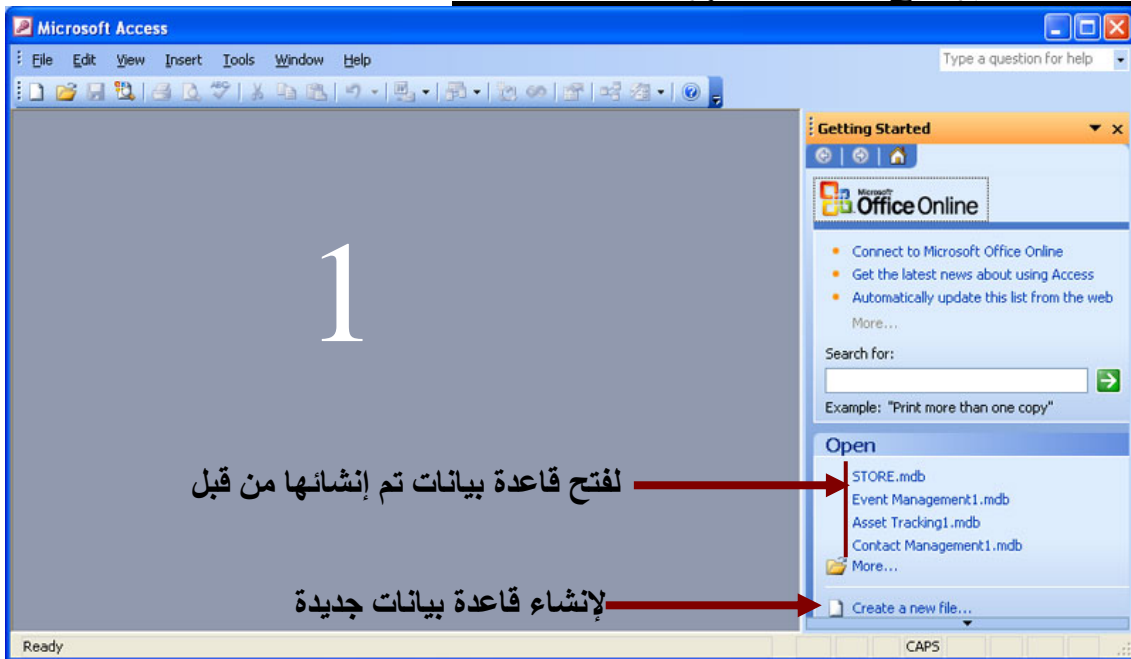 Microsoft Access
File Edit View Insert Tools Window Help
Type a question for help
Getting Started
Microsoft Office Online
Connect to Microsoft Office Online
Get the latest news about using Access
Automatically update this list from the web
More...
Search for:
Example: "Print more than one copy"
1
Open
لفتح قاعدة بيانات تم إنشائها من قبل
STORE.mdb
Event Management1.mdb
Asset Tracking1.mdb
Contact Management1.mdb
More...
لإنشاء قاعدة بيانات جديدة
Create a new file...
Ready
CAPS